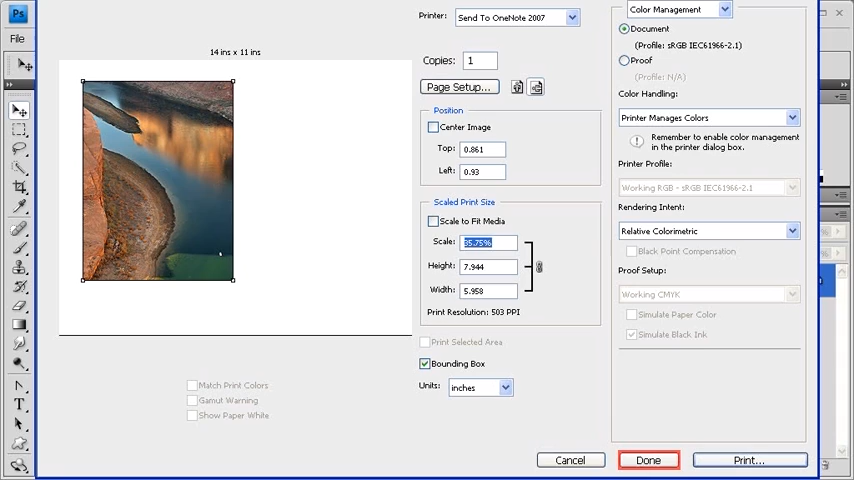 Ps
File
14 ins x 11 ins
Printer: Send To OneNote 2007
Copies: 1
Page Setup...
Position
Center Image
Top: 0.861
Left: 0.93
Scaled Print Size
Scale to Fit Media
Scale: 35.75%
Height: 7.944
Width: 5.958
Print Resolution: 503 PPI
Print Selected Area
Bounding Box
Units: inches
Match Print Colors
Gamut Warning
Show Paper White
Color Management
Document
(Profile: sRGB IEC61966-2.1)
Proof
(Profile: N/A)
Color Handling:
Printer Manages Colors
Remember to enable color management
in the printer dialog box.
Printer Profile:
Working RGB - sRGB IEC61966-2.1
Rendering Intent:
Relative Colorimetric
Black Point Compensation
Proof Setup:
Working CMYK
Simulate Paper Color
Simulate Black Ink
Cancel
Done
Print...